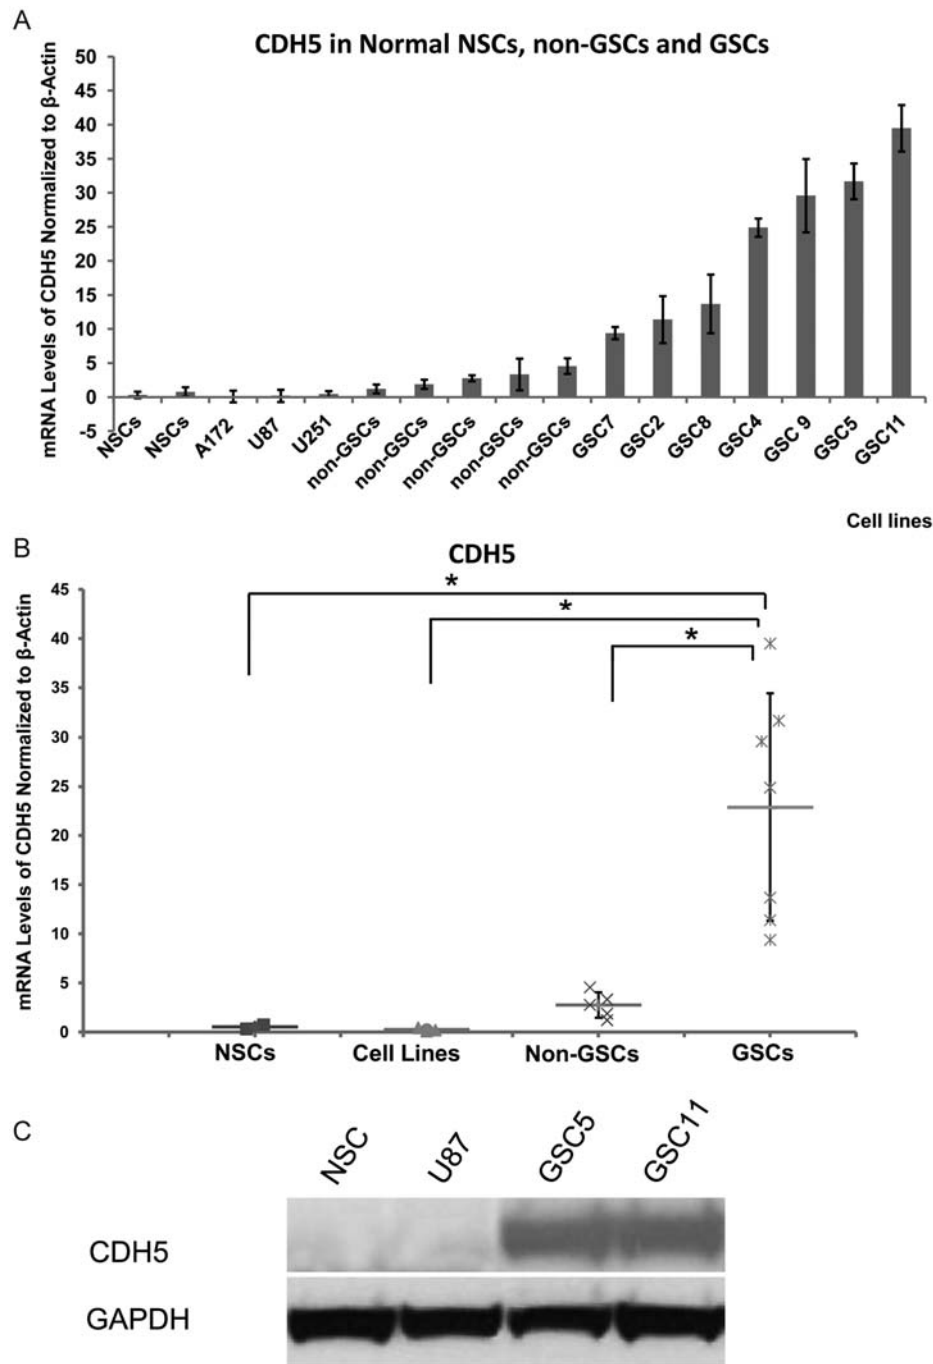 A
CDH5 in Normal NSCs, non-GSCs and GSCs
mRNA Levels of CDH5 Normalized to β-Actin
50
45
40
35
30
25
20
15
10
5
0
-5
NSCs
NSCs
A172
U87
U251
non-GSCs
non-GSCs
non-GSCs
non-GSCs
non-GSCs
GSC7
GSC2
GSC8
GSC4
GSC 9
GSC5
GSC11
Cell lines
B
CDH5
mRNA Levels of CDH5 Normalized to β-Actin
45
40
35
30
25
20
15
10
5
0
*
*
*
NSCs
Cell Lines
Non-GSCs
GSCs
C
NSC
U87
GSC5
GSC11
CDH5
GAPDH